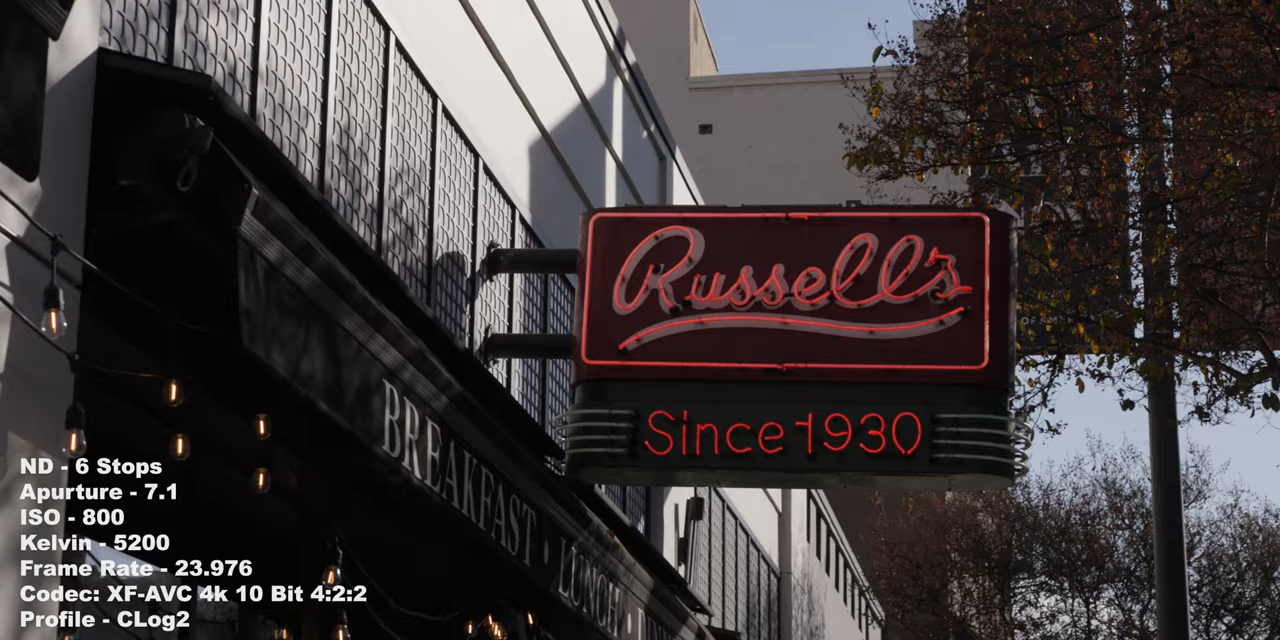 Russell's
Since 1930
BREAKFAST · LUNCH ·
ND - 6 Stops
Apurture - 7.1
ISO - 800
Kelvin - 5200
Frame Rate - 23.976
Codec: XF-AVC 4k 10 Bit 4:2:2
Profile - CLog2